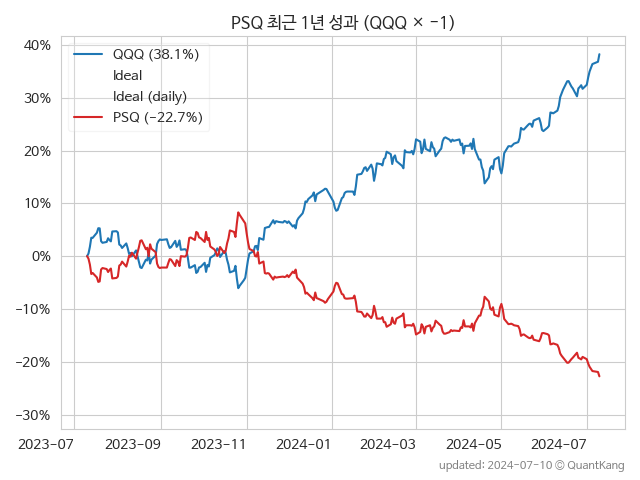 PSQ 최근 1년 성과 (QQQ × −1)
40%
30%
20%
10%
0%
−10%
−20%
−30%
QQQ (38.1%)
Ideal
Ideal (daily)
PSQ (−22.7%)
2023-07
2023-09
2023-11
2024-01
2024-03
2024-05
2024-07
updated: 2024-07-10 © QuantKang